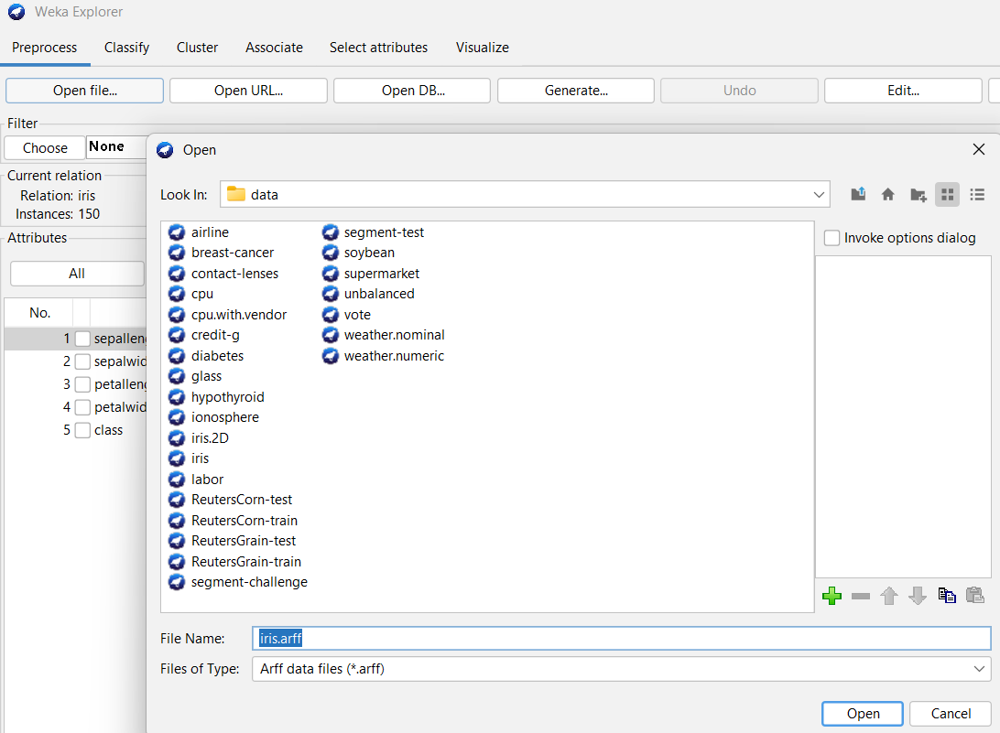 Weka Explorer
Preprocess Classify Cluster Associate Select attributes Visualize
Open file... Open URL... Open DB... Generate... Undo Edit...
Filter
Choose None
Current relation
Relation: iris
Instances: 150
Attributes
All
No.
1 sepallen
2 sepalwid
3 petalleng
4 petalwid
5 class
Open
Look In: data
airline
breast-cancer
contact-lenses
cpu
cpu.with.vendor
credit-g
diabetes
glass
hypothyroid
ionosphere
iris.2D
iris
labor
ReutersCorn-test
ReutersCorn-train
ReutersGrain-test
ReutersGrain-train
segment-challenge
segment-test
soybean
supermarket
unbalanced
vote
weather.nominal
weather.numeric
Invoke options dialog
File Name: iris.arff
Files of Type: Arff data files (*.arff)
Open Cancel